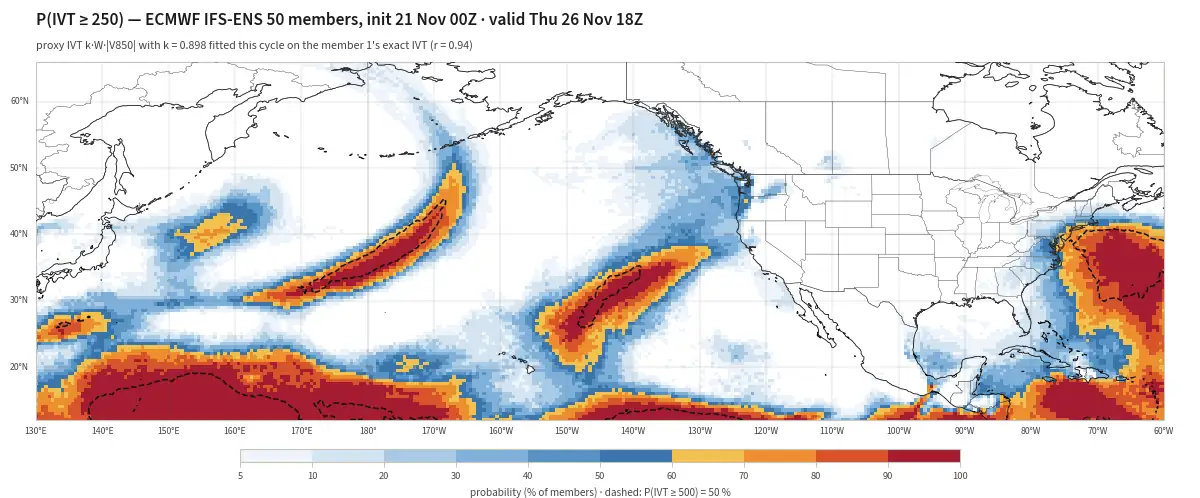 P(IVT ≥ 250) — ECMWF IFS-ENS 50 members, init 21 Nov 00Z · valid Thu 26 Nov 18Z
proxy IVT k·W·|V850| with k = 0.898 fitted this cycle on the member 1's exact IVT (r = 0.94)
60°N
50°N
40°N
30°N
20°N
130°E 140°E 150°E 160°E 170°E 180° 170°W 160°W 150°W 140°W 130°W 120°W 110°W 100°W 90°W 80°W 70°W 60°W
5 10 20 30 40 50 60 70 80 90 100
probability (% of members) · dashed: P(IVT ≥ 500) = 50 %